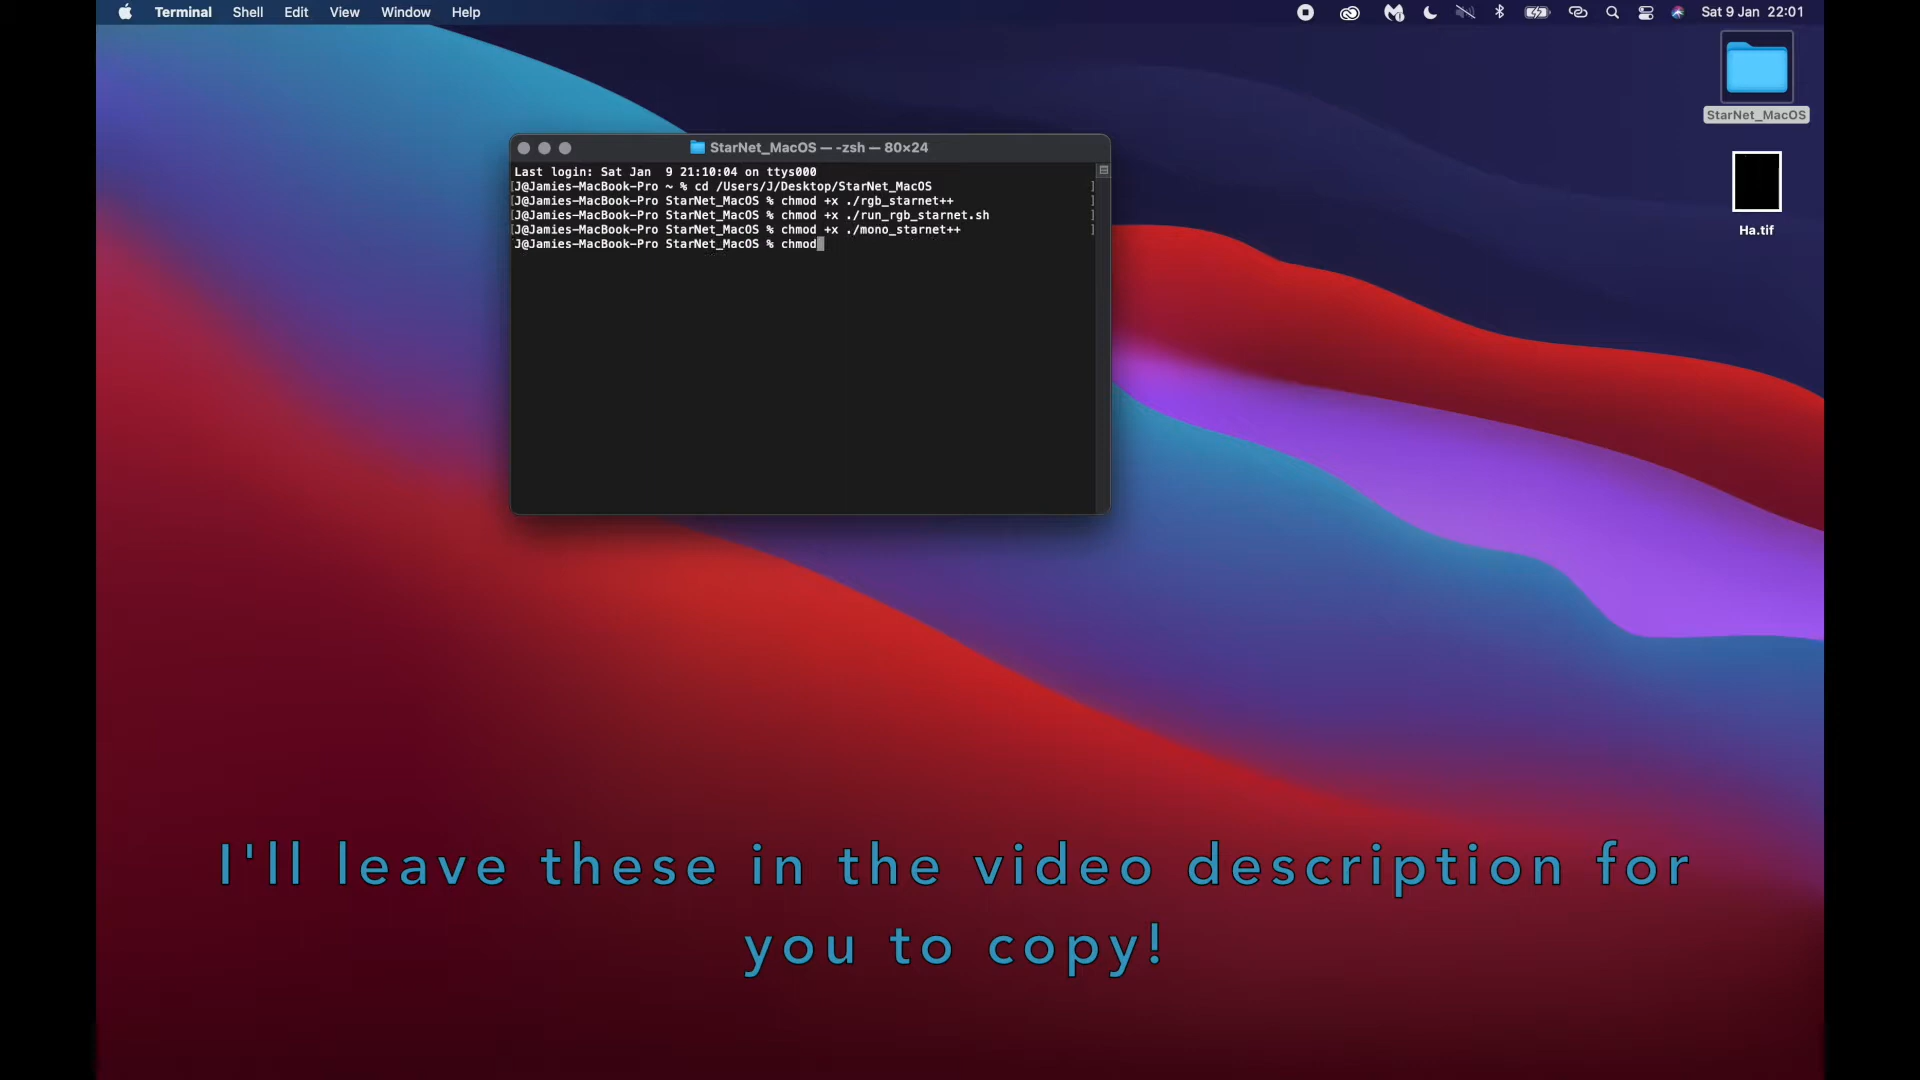 Terminal Shell Edit View Window Help Sat 9 Jan 22:01
StarNet_MacOS
Ha.tif
StarNet_MacOS — -zsh — 80×24
Last login: Sat Jan  9 21:10:04 on ttys000
[J@Jamies-MacBook-Pro ~ % cd /Users/J/Desktop/StarNet_MacOS ]
[J@Jamies-MacBook-Pro StarNet_MacOS % chmod +x ./rgb_starnet++ ]
[J@Jamies-MacBook-Pro StarNet_MacOS % chmod +x ./run_rgb_starnet.sh ]
[J@Jamies-MacBook-Pro StarNet_MacOS % chmod +x ./mono_starnet++ ]
J@Jamies-MacBook-Pro StarNet_MacOS % chmod
I'll leave these in the video description for
you to copy!